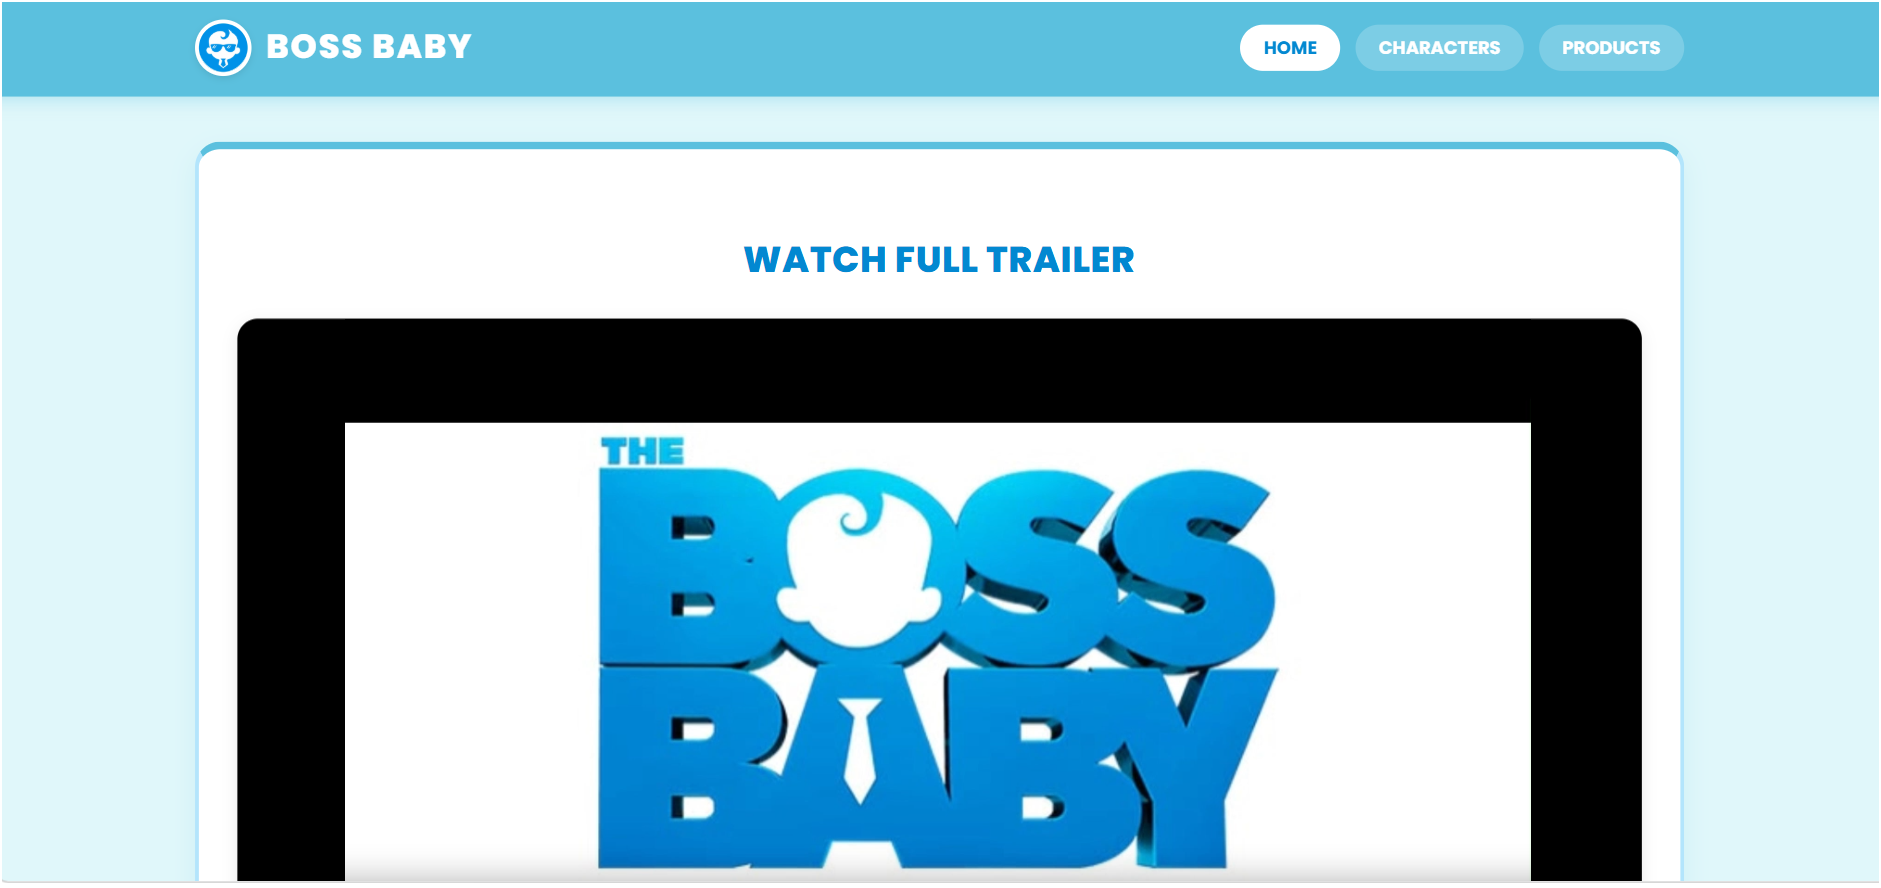 BOSS BABY
HOME
CHARACTERS
PRODUCTS
WATCH FULL TRAILER
THE
BOSS
BABY